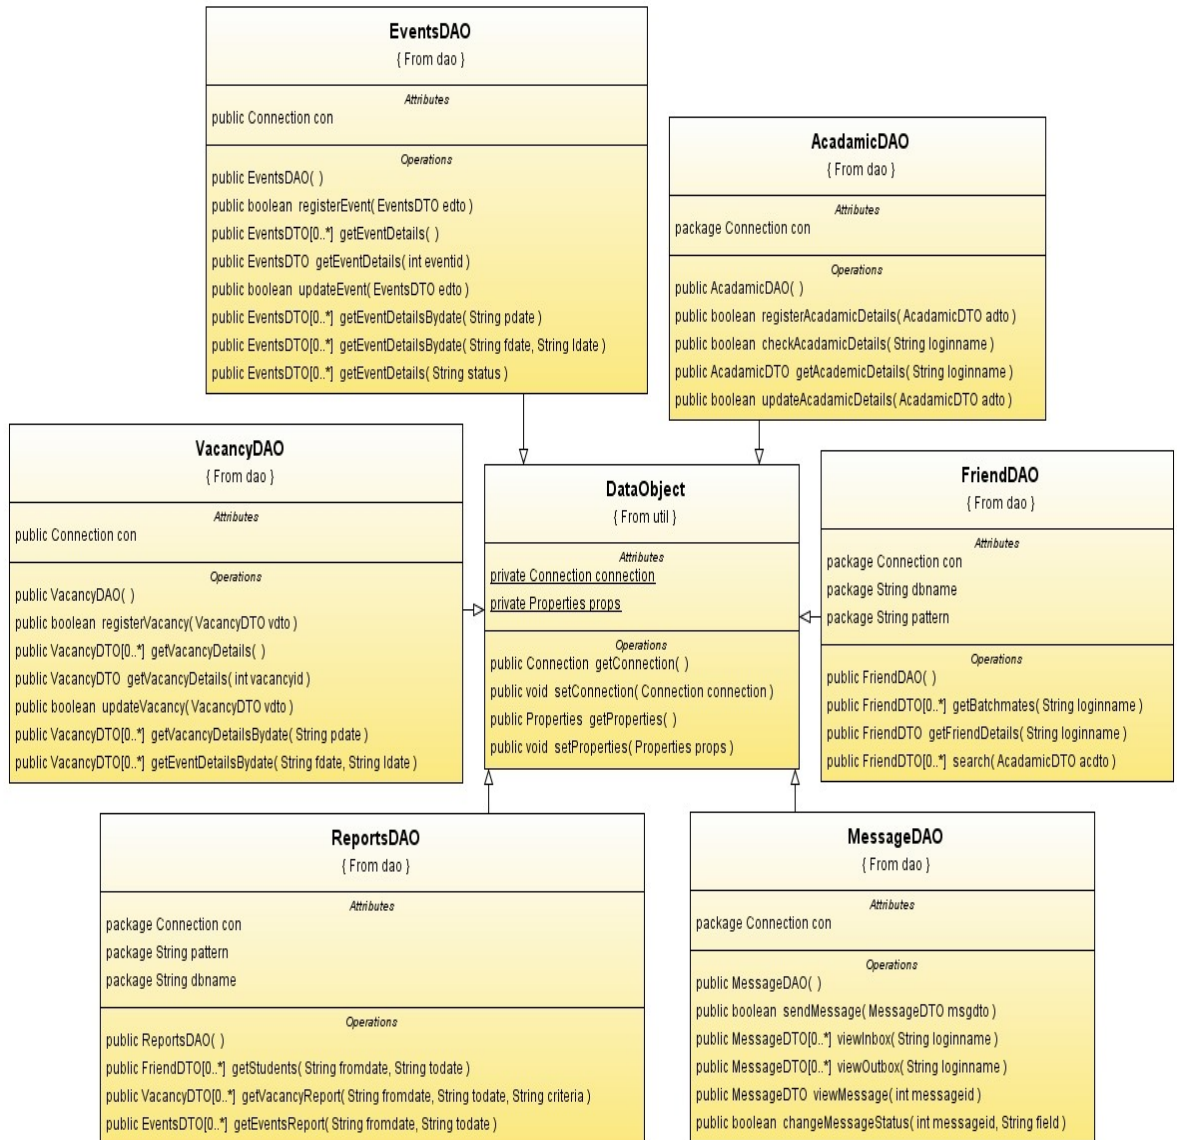 EventsDAO
{ From dao }
Attributes
public Connection con
Operations
public EventsDAO( )
public boolean registerEvent( EventsDTO edto )
public EventsDTO[0..*] getEventDetails( )
public EventsDTO getEventDetails( int eventid )
public boolean updateEvent( EventsDTO edto )
public EventsDTO[0..*] getEventDetailsBydate( String pdate )
public EventsDTO[0..*] getEventDetailsBydate( String fdate, String ldate )
public EventsDTO[0..*] getEventDetails( String status )
AcadamicDAO
{ From dao }
Attributes
package Connection con
Operations
public AcadamicDAO( )
public boolean registerAcadamicDetails( AcadamicDTO adto )
public boolean checkAcadamicDetails( String loginname )
public AcadamicDTO getAcademicDetails( String loginname )
public boolean updateAcadamicDetails( AcadamicDTO adto )
VacancyDAO
{ From dao }
Attributes
public Connection con
Operations
public VacancyDAO( )
public boolean registerVacancy( VacancyDTO vdto )
public VacancyDTO[0..*] getVacancyDetails( )
public VacancyDTO getVacancyDetails( int vacancyid )
public boolean updateVacancy( VacancyDTO vdto )
public VacancyDTO[0..*] getVacancyDetailsBydate( String pdate )
public VacancyDTO[0..*] getEventDetailsBydate( String fdate, String ldate )
DataObject
{ From util }
Attributes
private Connection connection
private Properties props
Operations
public Connection getConnection( )
public void setConnection( Connection connection )
public Properties getProperties( )
public void setProperties( Properties props )
FriendDAO
{ From dao }
Attributes
package Connection con
package String dbname
package String pattern
Operations
public FriendDAO( )
public FriendDTO[0..*] getBatchmates( String loginname )
public FriendDTO getFriendDetails( String loginname )
public FriendDTO[0..*] search( AcadamicDTO acdto )
ReportsDAO
{ From dao }
Attributes
package Connection con
package String pattern
package String dbname
Operations
public ReportsDAO( )
public FriendDTO[0..*] getStudents( String fromdate, String todate )
public VacancyDTO[0..*] getVacancyReport( String fromdate, String todate, String criteria )
public EventsDTO[0..*] getEventsReport( String fromdate, String todate )
MessageDAO
{ From dao }
Attributes
package Connection con
Operations
public MessageDAO( )
public boolean sendMessage( MessageDTO msgdto )
public MessageDTO[0..*] viewInbox( String loginname )
public MessageDTO[0..*] viewOutbox( String loginname )
public MessageDTO viewMessage( int messageid )
public boolean changeMessageStatus( int messageid, String field )